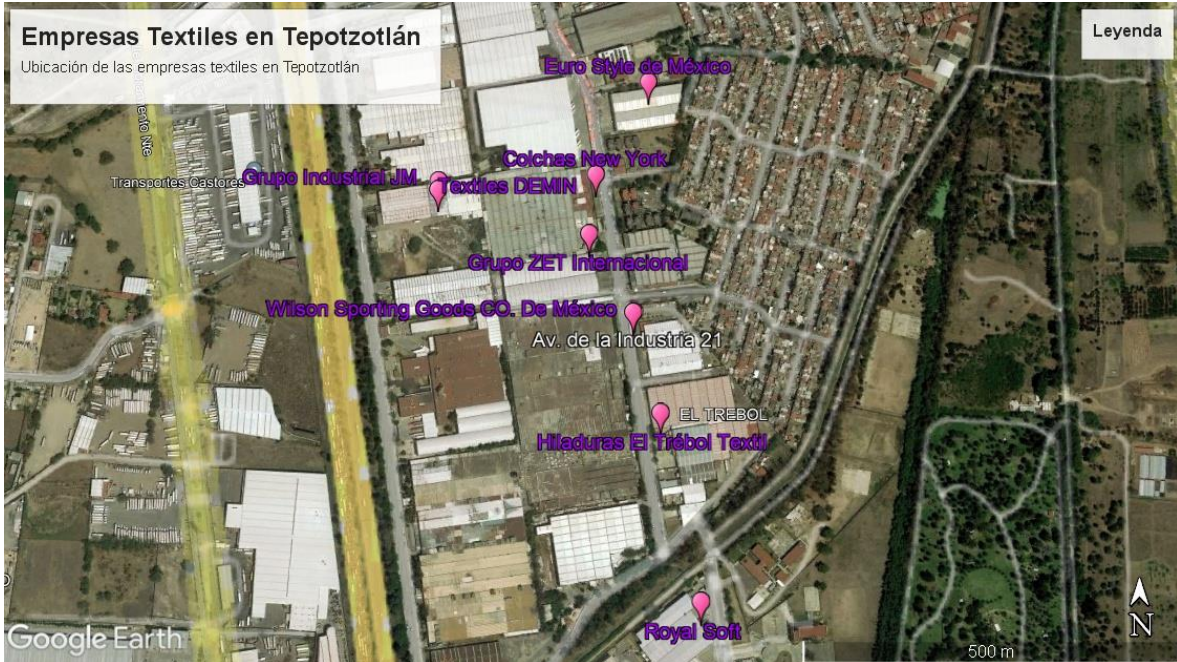 Empresas Textiles en Tepotzotlán
Ubicación de las empresas textiles en Tepotzotlán
Leyenda
Euro Style de México
Colchas New York
Transportes Castores
Grupo Industrial JM
Textiles DEMIN
Grupo ZET Internacional
Wilson Sporting Goods CO. De México
Av. de la Industria 21
EL TREBOL
Hiladuras El Trébol Textil
Royal Soft
Google Earth
N
500 m